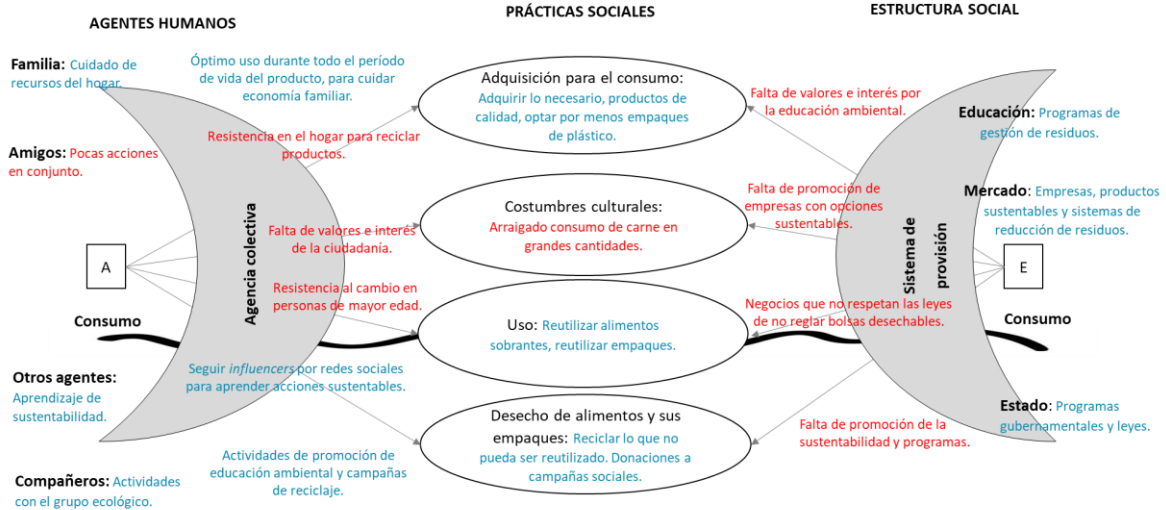 AGENTES HUMANOS
PRÁCTICAS SOCIALES
ESTRUCTURA SOCIAL
Familia: Cuidado de
recursos del hogar.
Amigos: Pocas acciones
en conjunto.
A
Consumo
Otros agentes:
Aprendizaje de
sustentabilidad.
Compañeros: Actividades
con el grupo ecológico.
Óptimo uso durante todo el período
de vida del producto, para cuidar
economía familiar.
Resistencia en el hogar para reciclar
productos.
Agencia colectiva
Falta de valores e interés
de la ciudadanía.
Resistencia al cambio en
personas de mayor edad.
Seguir influencers por redes sociales
para aprender acciones sustentables.
Actividades de promoción de
educación ambiental y campañas
de reciclaje.
Adquisición para el consumo:
Adquirir lo necesario, productos de
calidad, optar por menos empaques
de plástico.
Costumbres culturales:
Arraigado consumo de carne en
grandes cantidades.
Uso: Reutilizar alimentos
sobrantes, reutilizar empaques.
Desecho de alimentos y sus
empaques: Reciclar lo que no
pueda ser reutilizado. Donaciones a
campañas sociales.
Falta de valores e interés por
la educación ambiental.
Falta de promoción de
empresas con opciones
sustentables.
Negocios que no respetan las leyes
de no reglar bolsas desechables.
Falta de promoción de la
sustentabilidad y programas.
Sistema de
provisión
Educación: Programas de
gestión de residuos.
Mercado: Empresas, productos
sustentables y sistemas de
reducción de residuos.
E
Consumo
Estado: Programas
gubernamentales y leyes.